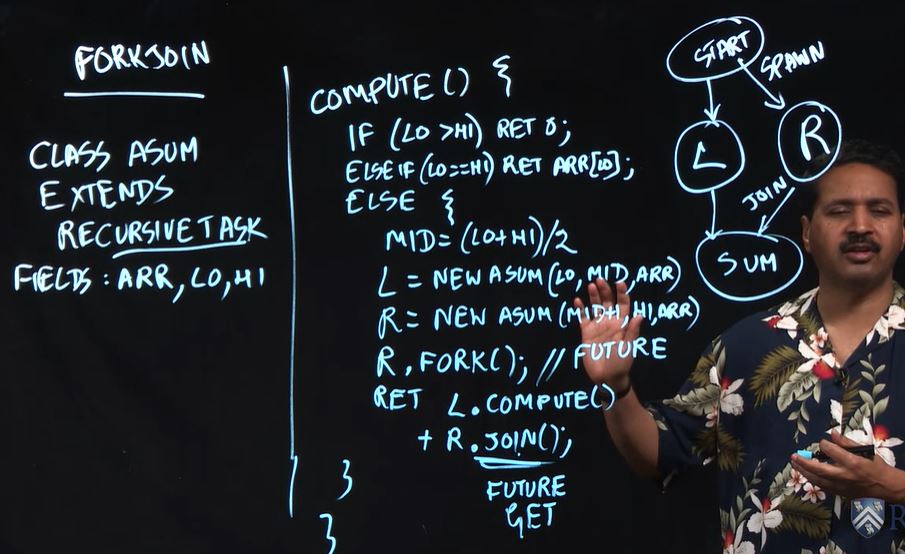 FORKJOIN
CLASS ASUM
EXTENDS
RECURSIVETASK
FIELDS : ARR, LO, HI
COMPUTE() {
IF (LO >HI) RET 0;
ELSE IF (LO==HI) RET ARR[LO];
ELSE {
MID= (LO+HI)/2
L = NEW ASUM(LO, MID, ARR)
R = NEW ASUM (MID+1, HI, ARR)
R. FORK(); // FUTURE
RET L.COMPUTE()
+ R.JOIN();
FUTURE
GET
}
}
START
SPAWN
L
R
JOIN
SUM
R